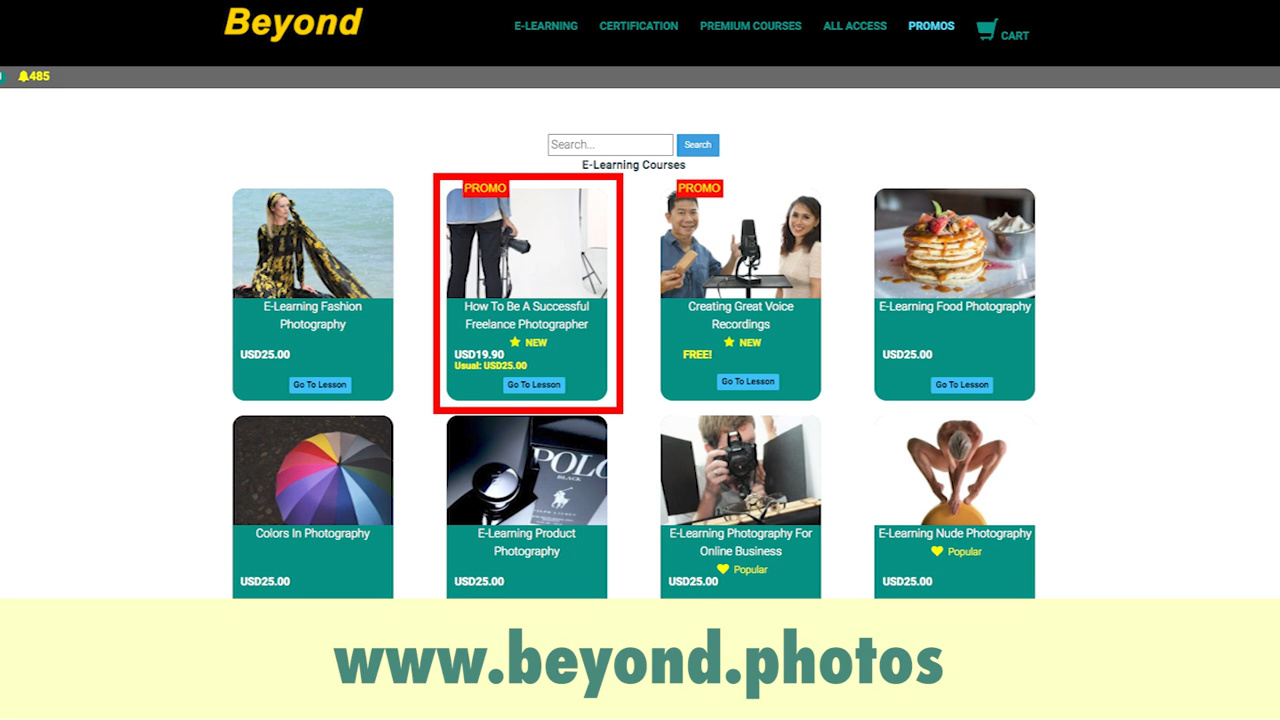 Beyond
E-LEARNING CERTIFICATION PREMIUM COURSES ALL ACCESS PROMOS CART
485
Search... Search
E-Learning Courses
E-Learning Fashion
Photography
USD25.00
Go To Lesson
PROMO
How To Be A Successful
Freelance Photographer
NEW
USD19.90
Usual: USD25.00
Go To Lesson
PROMO
Creating Great Voice
Recordings
NEW
FREE!
Go To Lesson
E-Learning Food Photography
USD25.00
Go To Lesson
Colors In Photography
USD25.00
POLO
BLACK
RALPH LAUREN
E-Learning Product
Photography
USD25.00
E-Learning Photography For
Online Business
Popular
USD25.00
E-Learning Nude Photography
Popular
USD25.00
www.beyond.photos